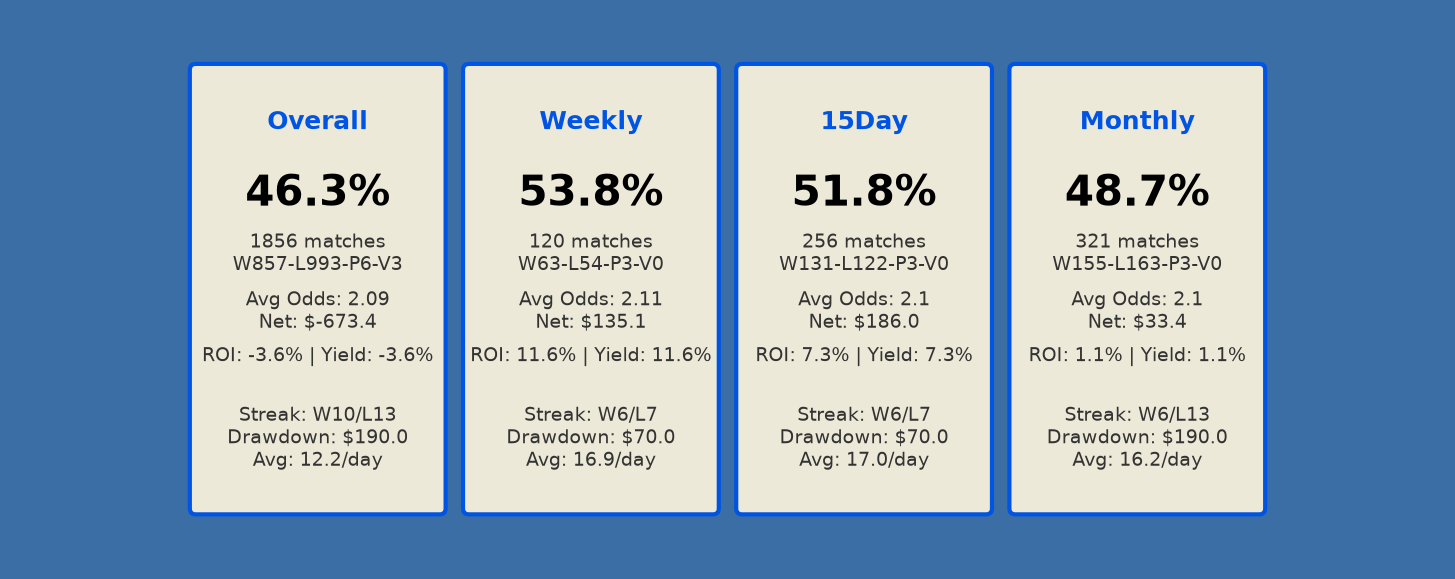 Overall
46.3%
1856 matches
W857-L993-P6-V3
Avg Odds: 2.09
Net: $-673.4
ROI: -3.6% | Yield: -3.6%
Streak: W10/L13
Drawdown: $190.0
Avg: 12.2/day
Weekly
53.8%
120 matches
W63-L54-P3-V0
Avg Odds: 2.11
Net: $135.1
ROI: 11.6% | Yield: 11.6%
Streak: W6/L7
Drawdown: $70.0
Avg: 16.9/day
15Day
51.8%
256 matches
W131-L122-P3-V0
Avg Odds: 2.1
Net: $186.0
ROI: 7.3% | Yield: 7.3%
Streak: W6/L7
Drawdown: $70.0
Avg: 17.0/day
Monthly
48.7%
321 matches
W155-L163-P3-V0
Avg Odds: 2.1
Net: $33.4
ROI: 1.1% | Yield: 1.1%
Streak: W6/L13
Drawdown: $190.0
Avg: 16.2/day